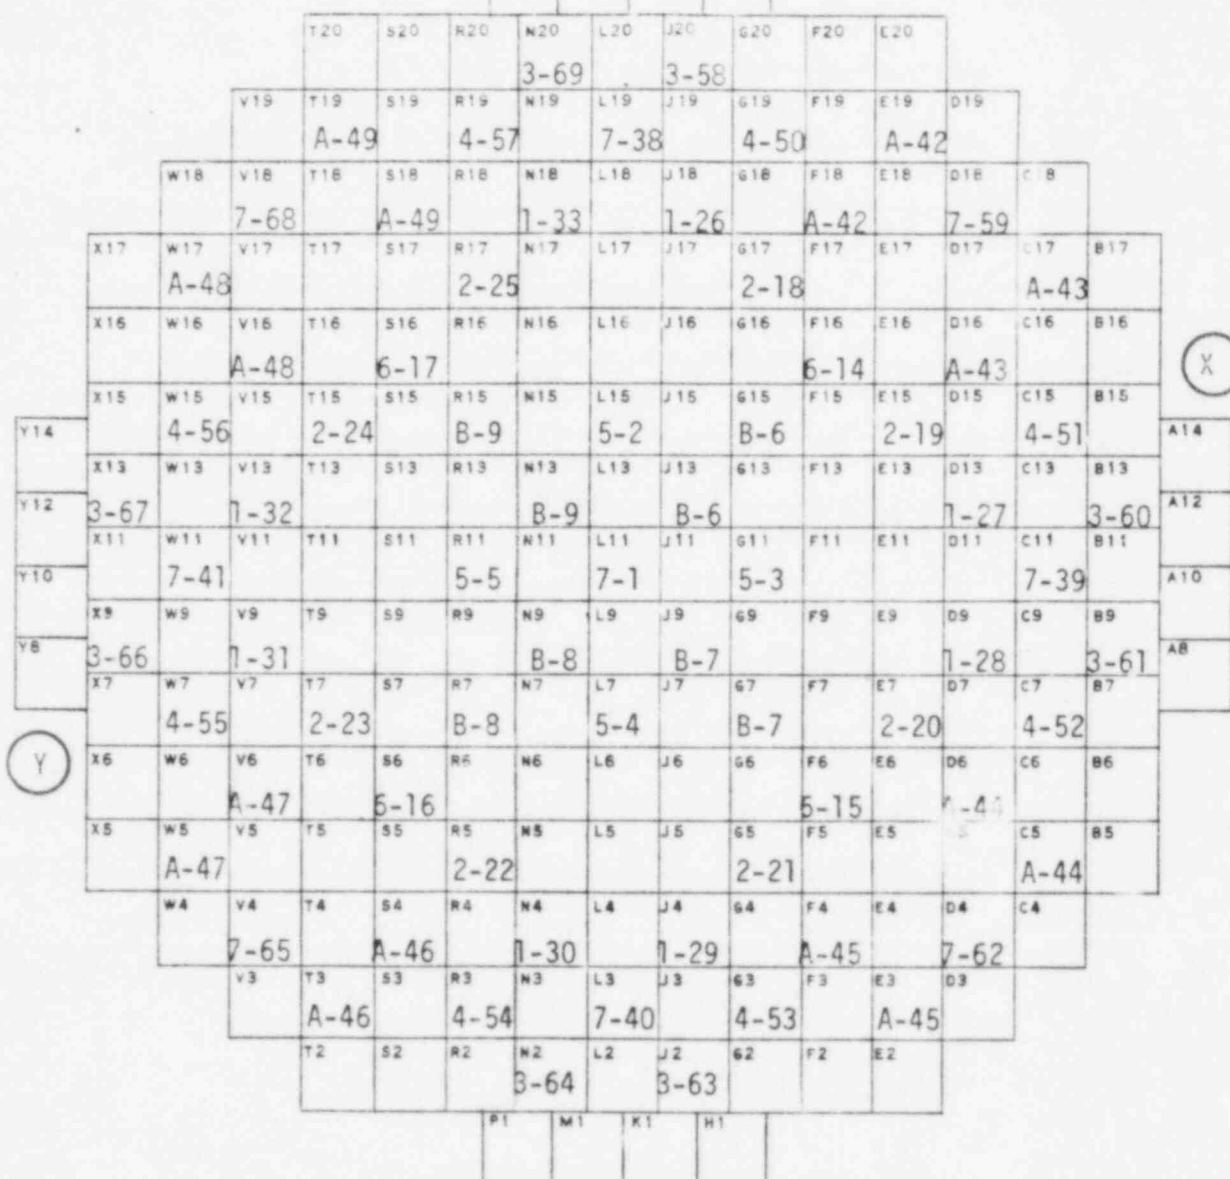 T20 S20 R20 N20 L20 J20 G20 F20 E20
3-69 3-58
V19 T19 S19 R19 N19 L19 J19 G19 F19 E19 D19
A-49 4-57 7-38 4-50 A-42
W18 V18 T18 S18 R18 N18 L18 J18 G18 F18 E18 D18 C18
7-68 A-49 1-33 1-26 A-42 7-59
X17 W17 V17 T17 S17 R17 N17 L17 J17 G17 F17 E17 D17 C17 B17
A-48 2-25 2-18 A-43
X16 W16 V16 T16 S16 R16 N16 L16 J16 G16 F16 E16 D16 C16 B16
A-48 6-17 6-14 A-43 X
X15 W15 V15 T15 S15 R15 N15 L15 J15 G15 F15 E15 D15 C15 B15
Y14 4-56 2-24 B-9 5-2 B-6 2-19 4-51 A14
X13 W13 V13 T13 S13 R13 N13 L13 J13 G13 F13 E13 D13 C13 B13
Y12 3-67 1-32 B-9 B-6 1-27 3-60 A12
X11 W11 V11 T11 S11 R11 N11 L11 J11 G11 F11 E11 D11 C11 B11
Y10 7-41 5-5 7-1 5-3 7-39 A10
X9 W9 V9 T9 S9 R9 N9 L9 J9 G9 F9 E9 D9 C9 B9
Y8 3-66 1-31 B-8 B-7 1-28 3-61 A8
X7 W7 V7 T7 S7 R7 N7 L7 J7 G7 F7 E7 D7 C7 B7
4-55 2-23 B-8 5-4 B-7 2-20 4-52
Y X6 W6 V6 T6 S6 R6 N6 L6 J6 G6 F6 E6 D6 C6 B6
A-47 6-16 6-15 A-44
X5 W5 V5 T5 S5 R5 N5 L5 J5 G5 F5 E5 C5 B5
A-47 2-22 2-21 A-44
W4 V4 T4 S4 R4 N4 L4 J4 G4 F4 E4 D4 C4
7-65 A-46 1-30 1-29 A-45 7-62
V3 T3 S3 R3 N3 L3 J3 G3 F3 E3 D3
A-46 4-54 7-40 4-53 A-45
T2 S2 R2 N2 L2 J2 G2 F2 E2
3-64 3-63
P1 M1 K1 H1